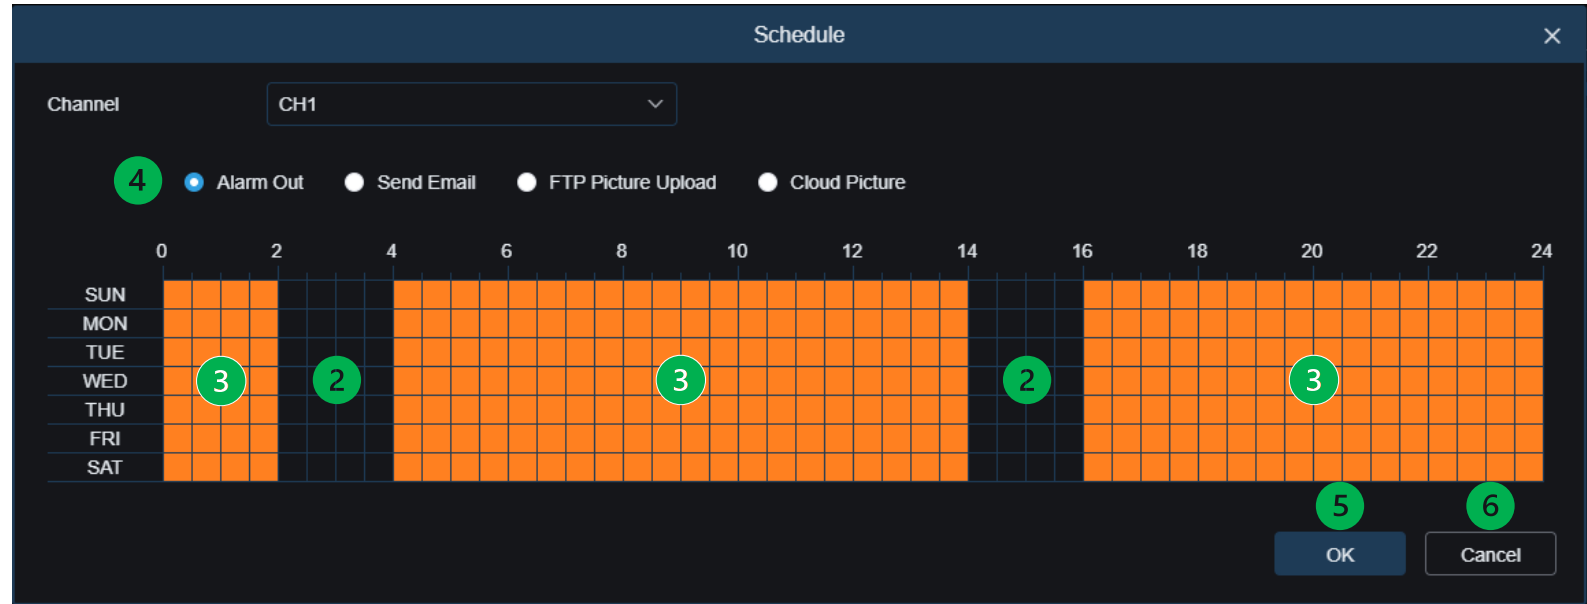 Schedule
Channel CH1
4 Alarm Out Send Email FTP Picture Upload Cloud Picture
0 2 4 6 8 10 12 14 16 18 20 22 24
SUN
MON
TUE
WED 3 2 3 2 3
THU
FRI
SAT
5 6
OK Cancel